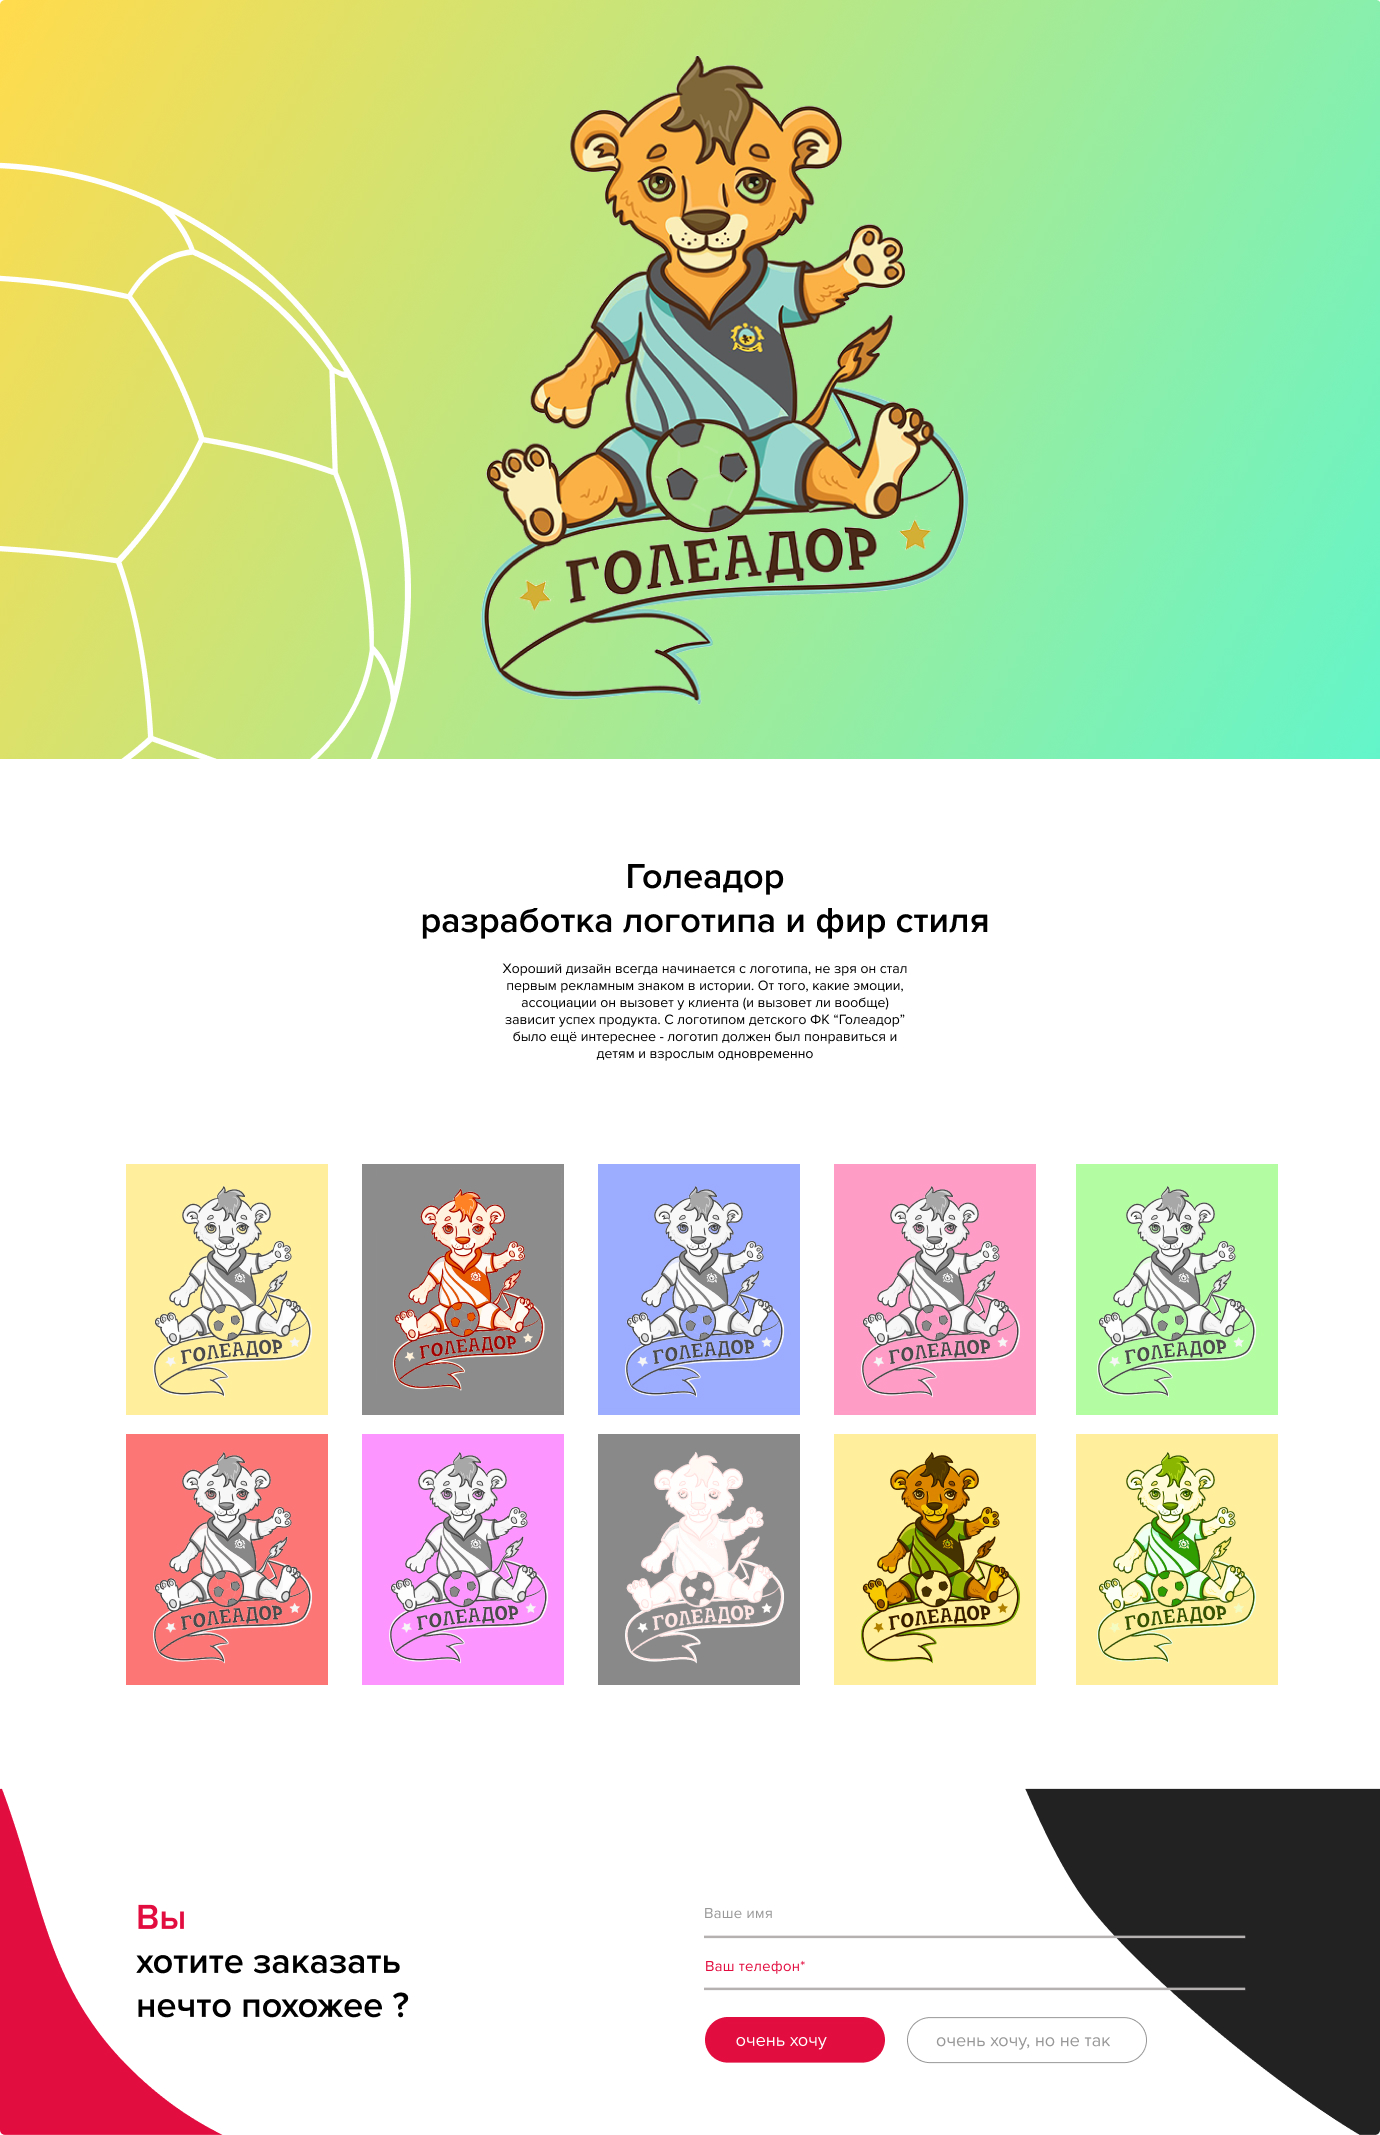 ГОЛЕАДОР
Голеадор
разработка логотипа и фир стиля
Хороший дизайн всегда начинается с логотипа, не зря он стал
первым рекламным знаком в истории. От того, какие эмоции,
ассоциации он вызовет у клиента (и вызовет ли вообще)
зависит успех продукта. С логотипом детского ФК “Голеадор”
было ещё интереснее - логотип должен был понравиться и
детям и взрослым одновременно
ГОЛЕАДОР
ГОЛЕАДОР
ГОЛЕАДОР
ГОЛЕАДОР
ГОЛЕАДОР
ГОЛЕАДОР
ГОЛЕАДОР
ГОЛЕАДОР
ГОЛЕАДОР
ГОЛЕАДОР
Вы
хотите заказать
нечто похожее ?
Ваше имя
Ваш телефон*
очень хочу
очень хочу, но не так